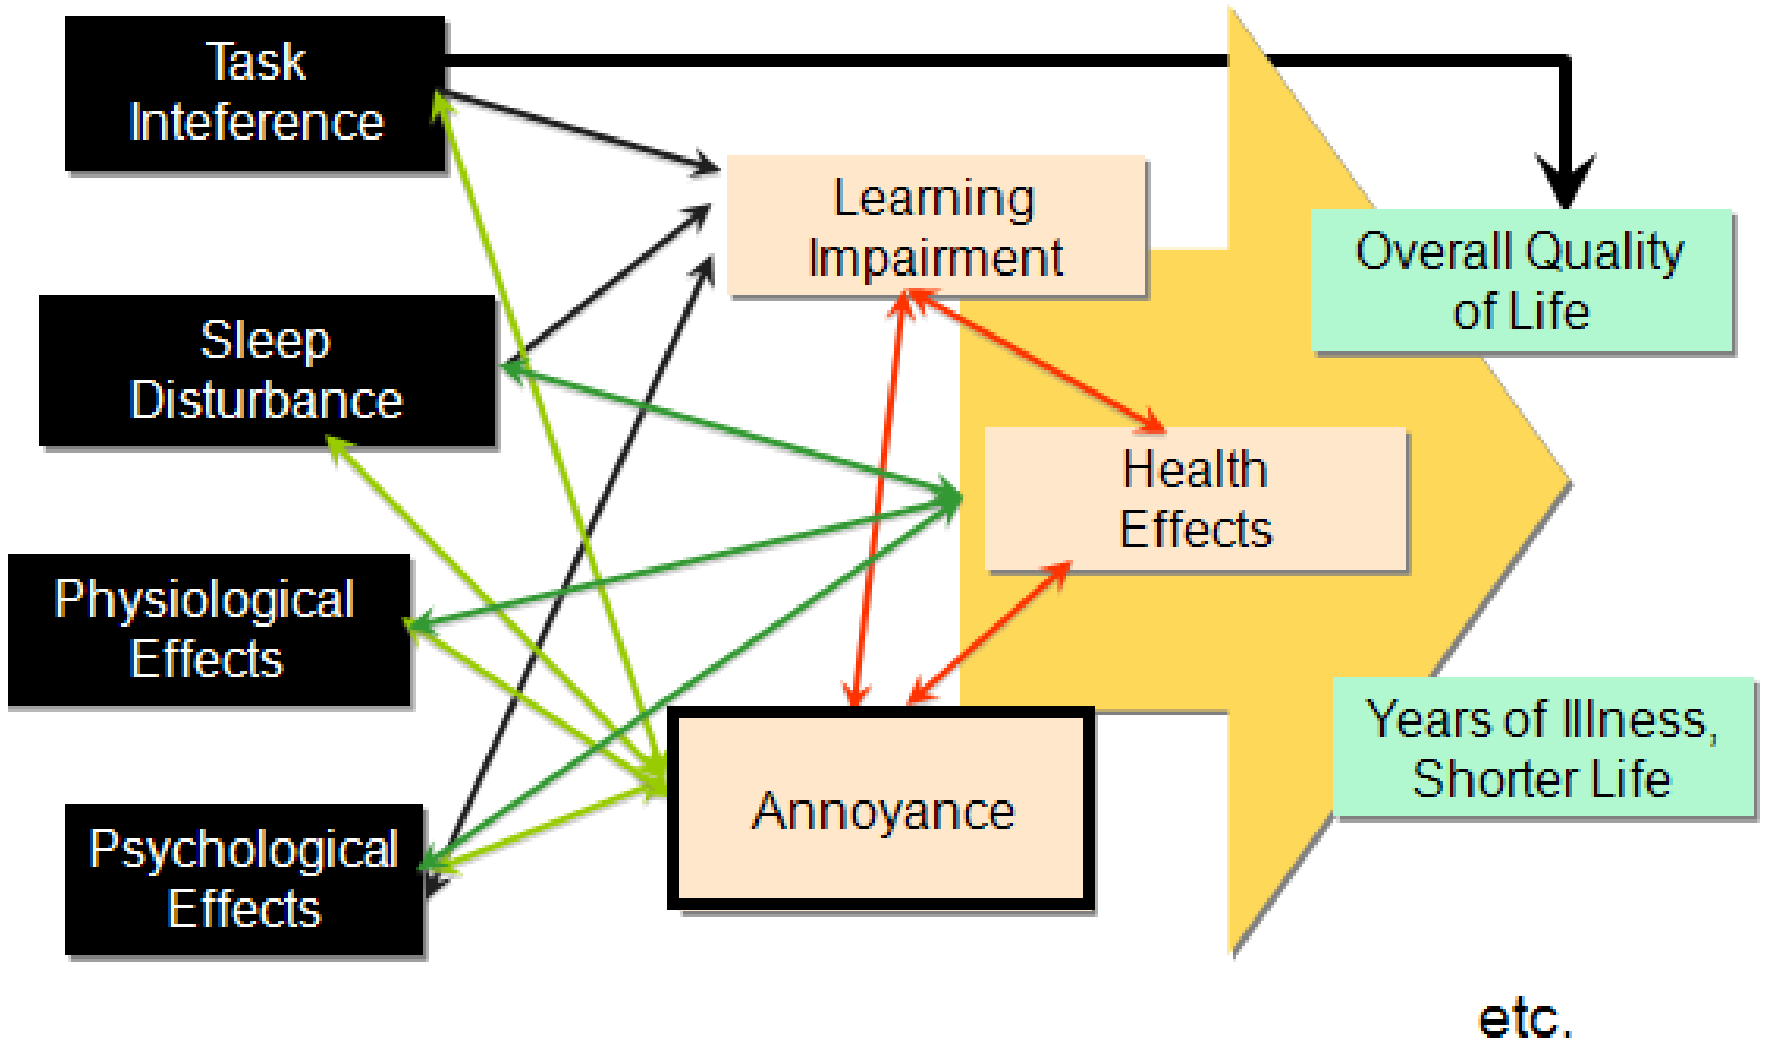 Task
Inteference
Learning
Impairment
Overall Quality
of Life
Sleep
Disturbance
Health
Effects
Physiological
Effects
Years of Illness,
Shorter Life
Annoyance
Psychological
Effects
etc.